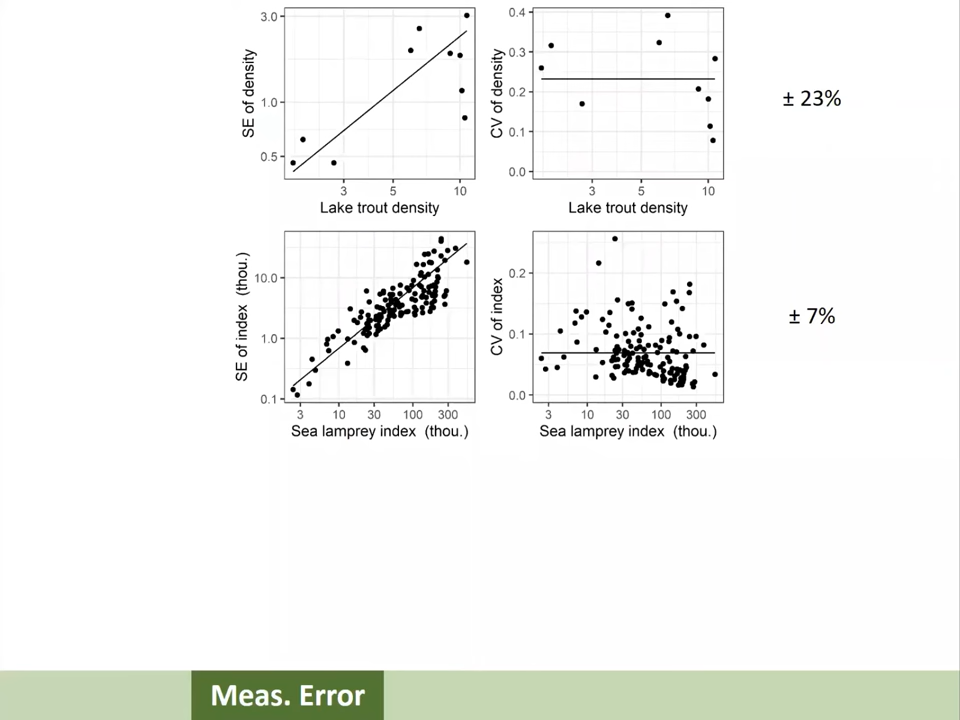 SE of density
3.0
1.0
0.5
3 5 10
Lake trout density
CV of density
0.4
0.3
0.2
0.1
0.0
3 5 10
Lake trout density
± 23%
SE of index (thou.)
10.0
1.0
0.1
3 10 30 100 300
Sea lamprey index (thou.)
CV of index
0.2
0.1
0.0
3 10 30 100 300
Sea lamprey index (thou.)
± 7%
Meas. Error